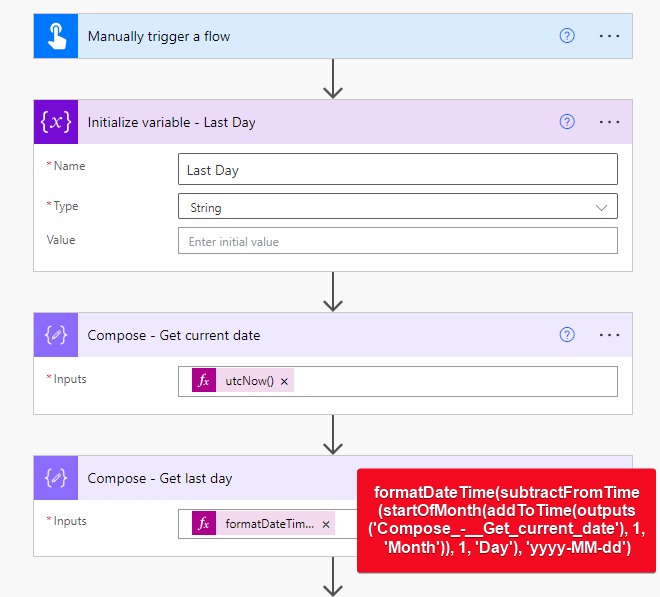 Manually trigger a flow
{x} Initialize variable - Last Day
* Name
Last Day
* Type
String
Value
Enter initial value
Compose - Get current date
* Inputs
fx utcNow() ×
Compose - Get last day
* Inputs
fx formatDateTim... ×
formatDateTime(subtractFromTime
(startOfMonth(addToTime(outputs
('Compose_-__Get_current_date'), 1,
'Month')), 1, 'Day'), 'yyyy-MM-dd')